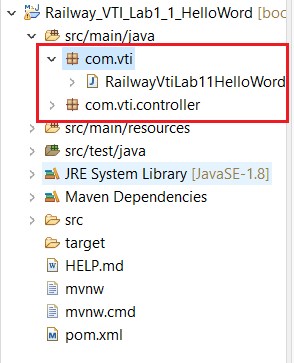 Railway_VTI_Lab1_1_HelloWord [boo
src/main/java
com.vti
RailwayVtiLab11HelloWord
com.vti.controller
src/main/resources
src/test/java
JRE System Library [JavaSE-1.8]
Maven Dependencies
src
target
HELP.md
mvnw
mvnw.cmd
pom.xml